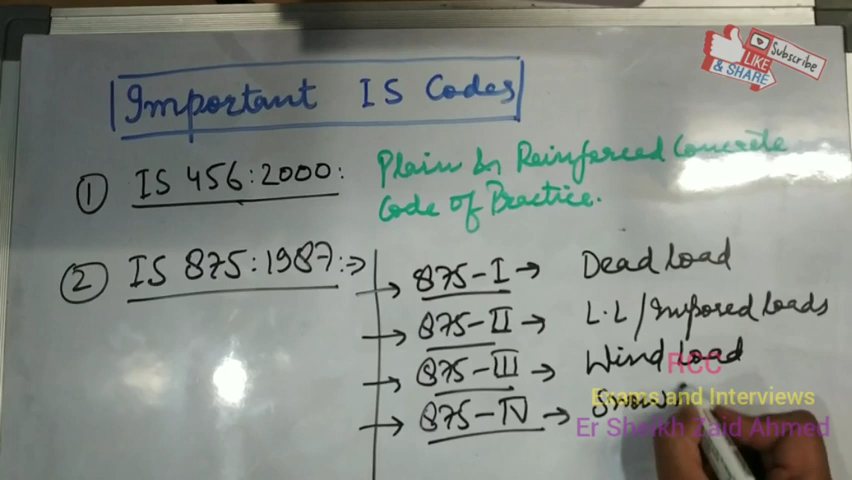 Subscribe
LIKE
& SHARE
Important IS Codes
① IS 456:2000: Plain & Reinforced Concrete
Code of Practice.
② IS 875:1987:→
→ 875-I → Dead Load
→ 875-II → L.L/Imposed loads
→ 875-III → Wind Load
→ 875-IV → Snow
RCC
Exams and Interviews
Er Sheikh Zaid Ahmed